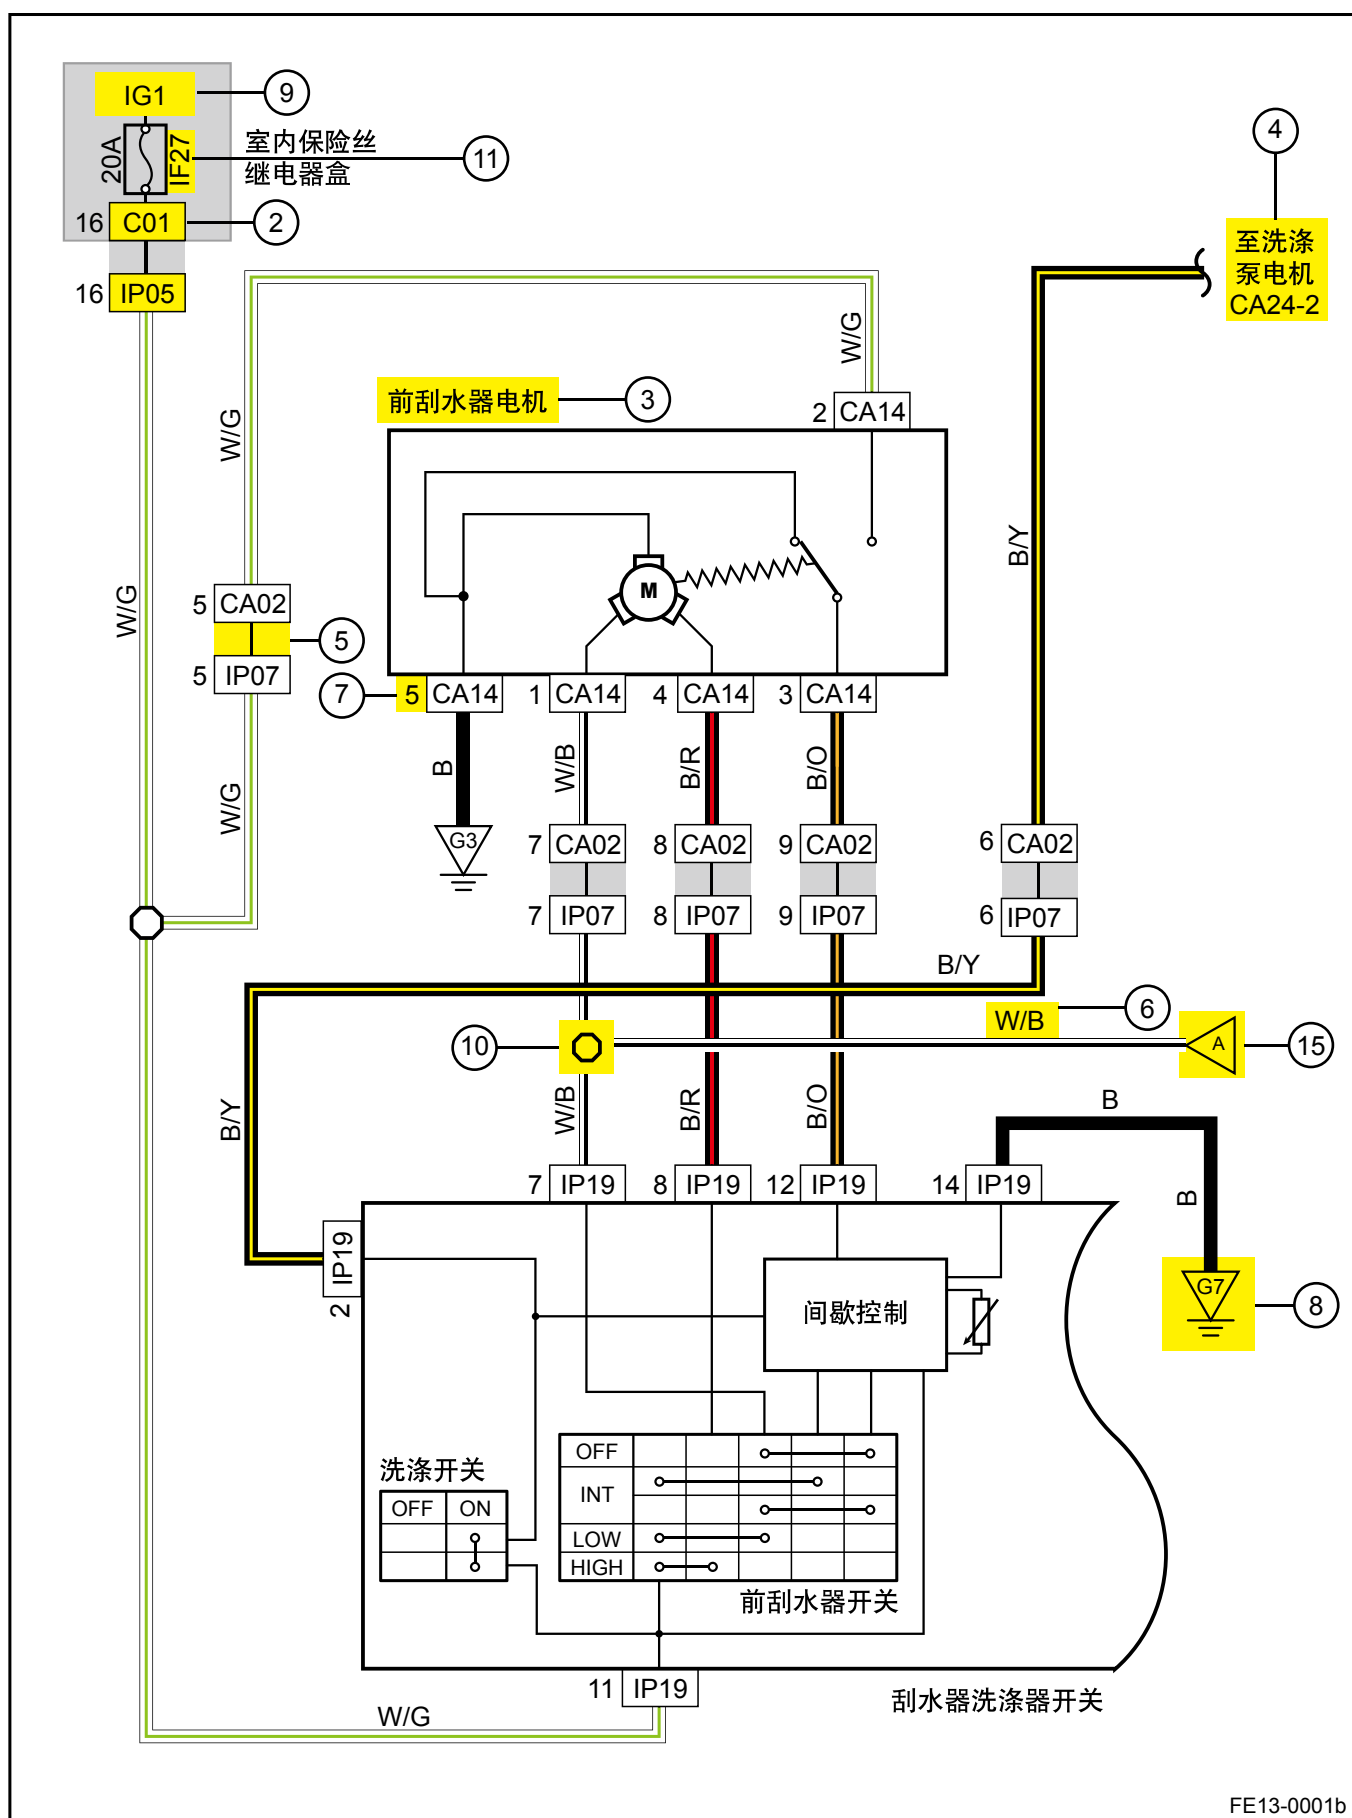 IG1
9
4
20A
IF27
室内保险丝
继电器盒
11
16
C01
2
至洗涤
泵电机
CA24-2
16
IP05
W/G
前刮水器电机
3
2
CA14
W/G
B/Y
M
W/G
5
CA02
5
5
IP07
7
5
CA14
1
CA14
4
CA14
3
CA14
W/G
B
W/B
B/R
B/O
G3
7
CA02
8
CA02
9
CA02
6
CA02
7
IP07
8
IP07
9
IP07
6
IP07
B/Y
W/B
6
10
A
15
B/Y
W/B
B/R
B/O
B
B
7
IP19
8
IP19
12
IP19
14
IP19
IP19
2
间歇控制
G7
8
洗涤开关
OFF
ON
OFF
INT
LOW
HIGH
前刮水器开关
11
IP19
刮水器洗涤器开关
W/G
FE13-0001b